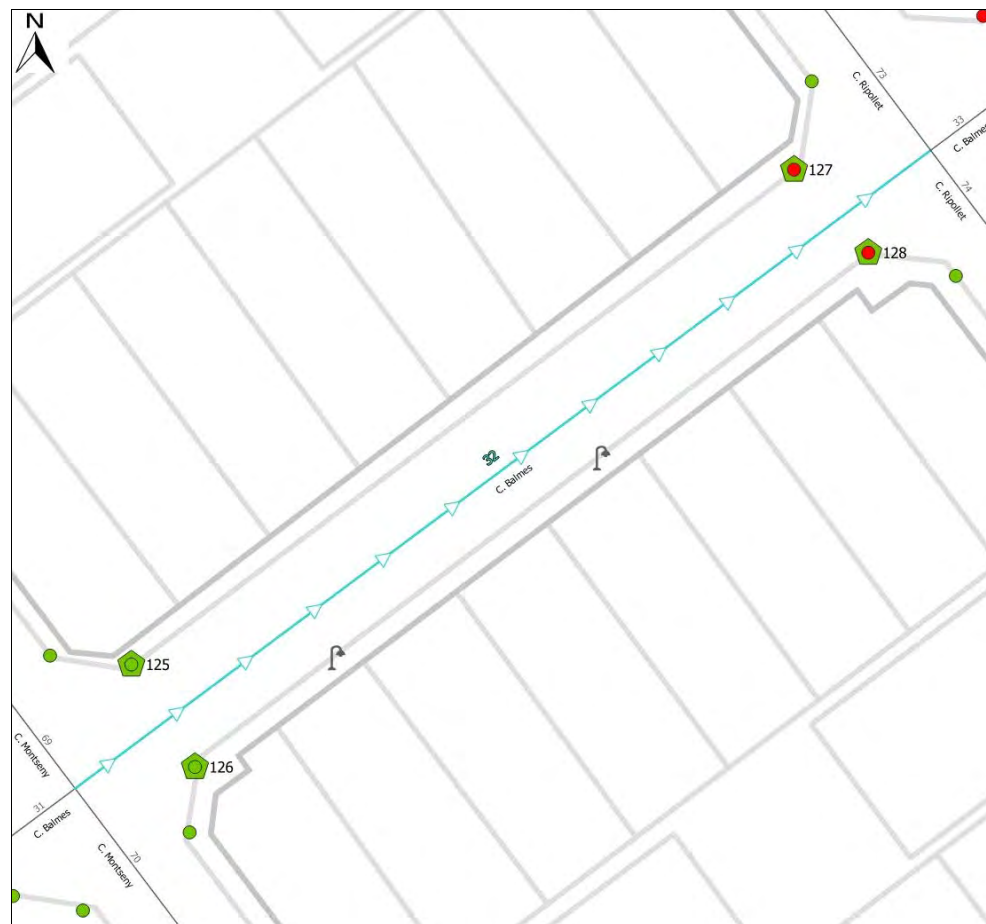 N
73
C. Ripollet
33
C. Balmes
127
74
C. Ripollet
128
32
C. Balmes
125
69
C. Montseny
126
31
C. Balmes
70
C. Montseny